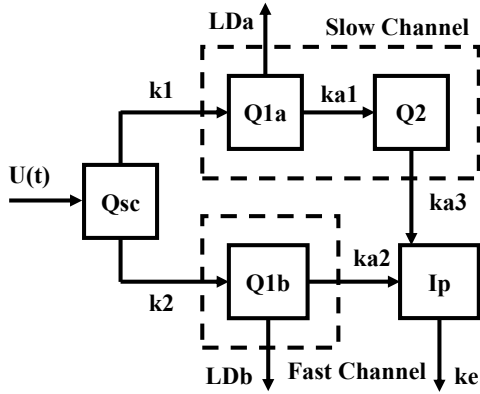 LDa
Slow Channel
k1
ka1
Q1a
Q2
U(t)
Qsc
ka3
ka2
Q1b
Ip
k2
LDb
Fast Channel
ke